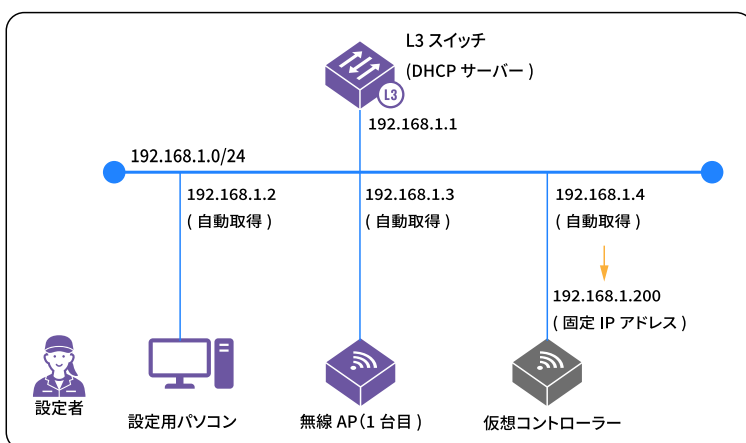 L3 スイッチ
(DHCP サーバー )
L3
192.168.1.1
192.168.1.0/24
192.168.1.2
( 自動取得 )
192.168.1.3
( 自動取得 )
192.168.1.4
( 自動取得 )
192.168.1.200
( 固定 IP アドレス )
設定者
設定用パソコン
無線 AP（1 台目 )
仮想コントローラー